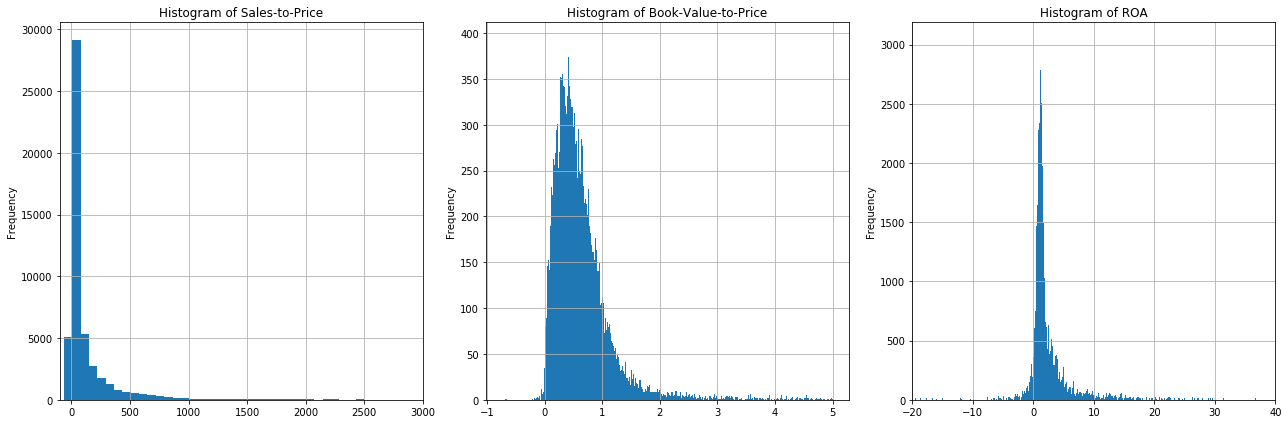 Histogram of Sales-to-Price
Frequency
30000
25000
20000
15000
10000
5000
0
0 500 1000 1500 2000 2500 3000
Histogram of Book-Value-to-Price
Frequency
400
350
300
250
200
150
100
50
0
−1 0 1 2 3 4 5
Histogram of ROA
Frequency
3000
2500
2000
1500
1000
500
0
−20 −10 0 10 20 30 40